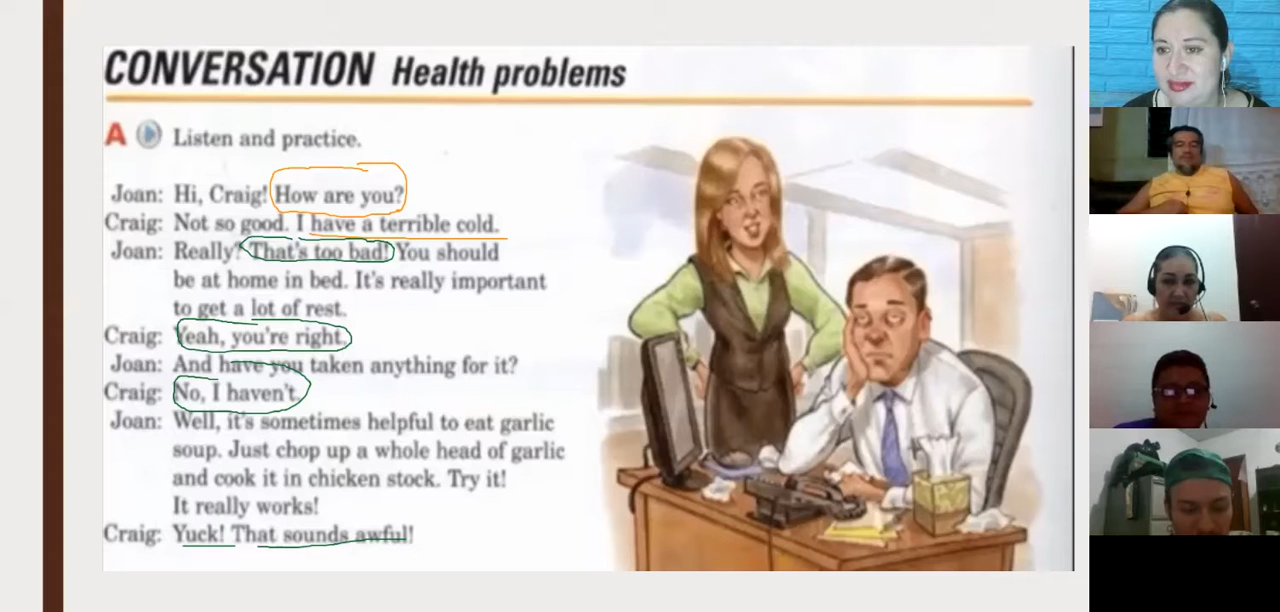 CONVERSATION Health problems
A Listen and practice.
Joan: Hi, Craig! How are you?
Craig: Not so good. I have a terrible cold.
Joan: Really? That's too bad! You should
be at home in bed. It's really important
to get a lot of rest.
Craig: Yeah, you're right.
Joan: And have you taken anything for it?
Craig: No, I haven't.
Joan: Well, it's sometimes helpful to eat garlic
soup. Just chop up a whole head of garlic
and cook it in chicken stock. Try it!
It really works!
Craig: Yuck! That sounds awful!